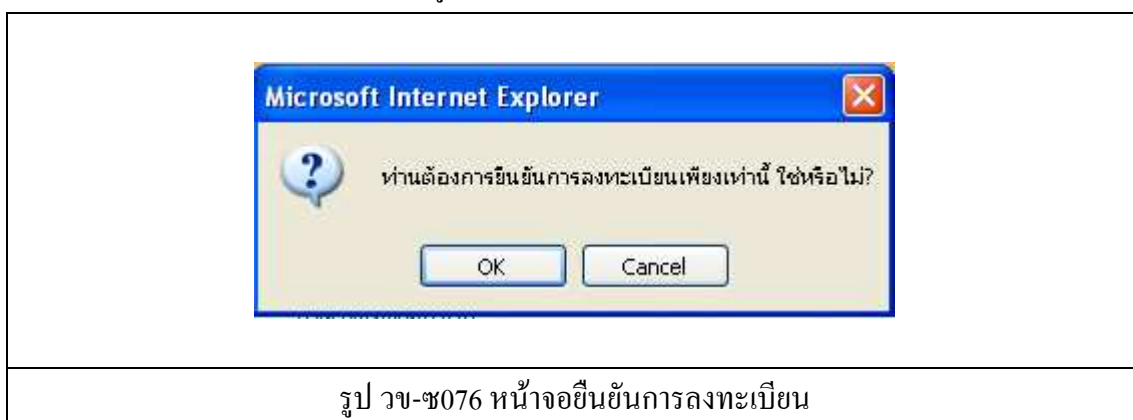 Microsoft Internet Explorer
ท่านต้องการยืนยันการลงทะเบียนเพียงเท่านี้ ใช่หรือไม่?
OK Cancel
รูป วข-ซ076 หน้าจอยืนยันการลงทะเบียน